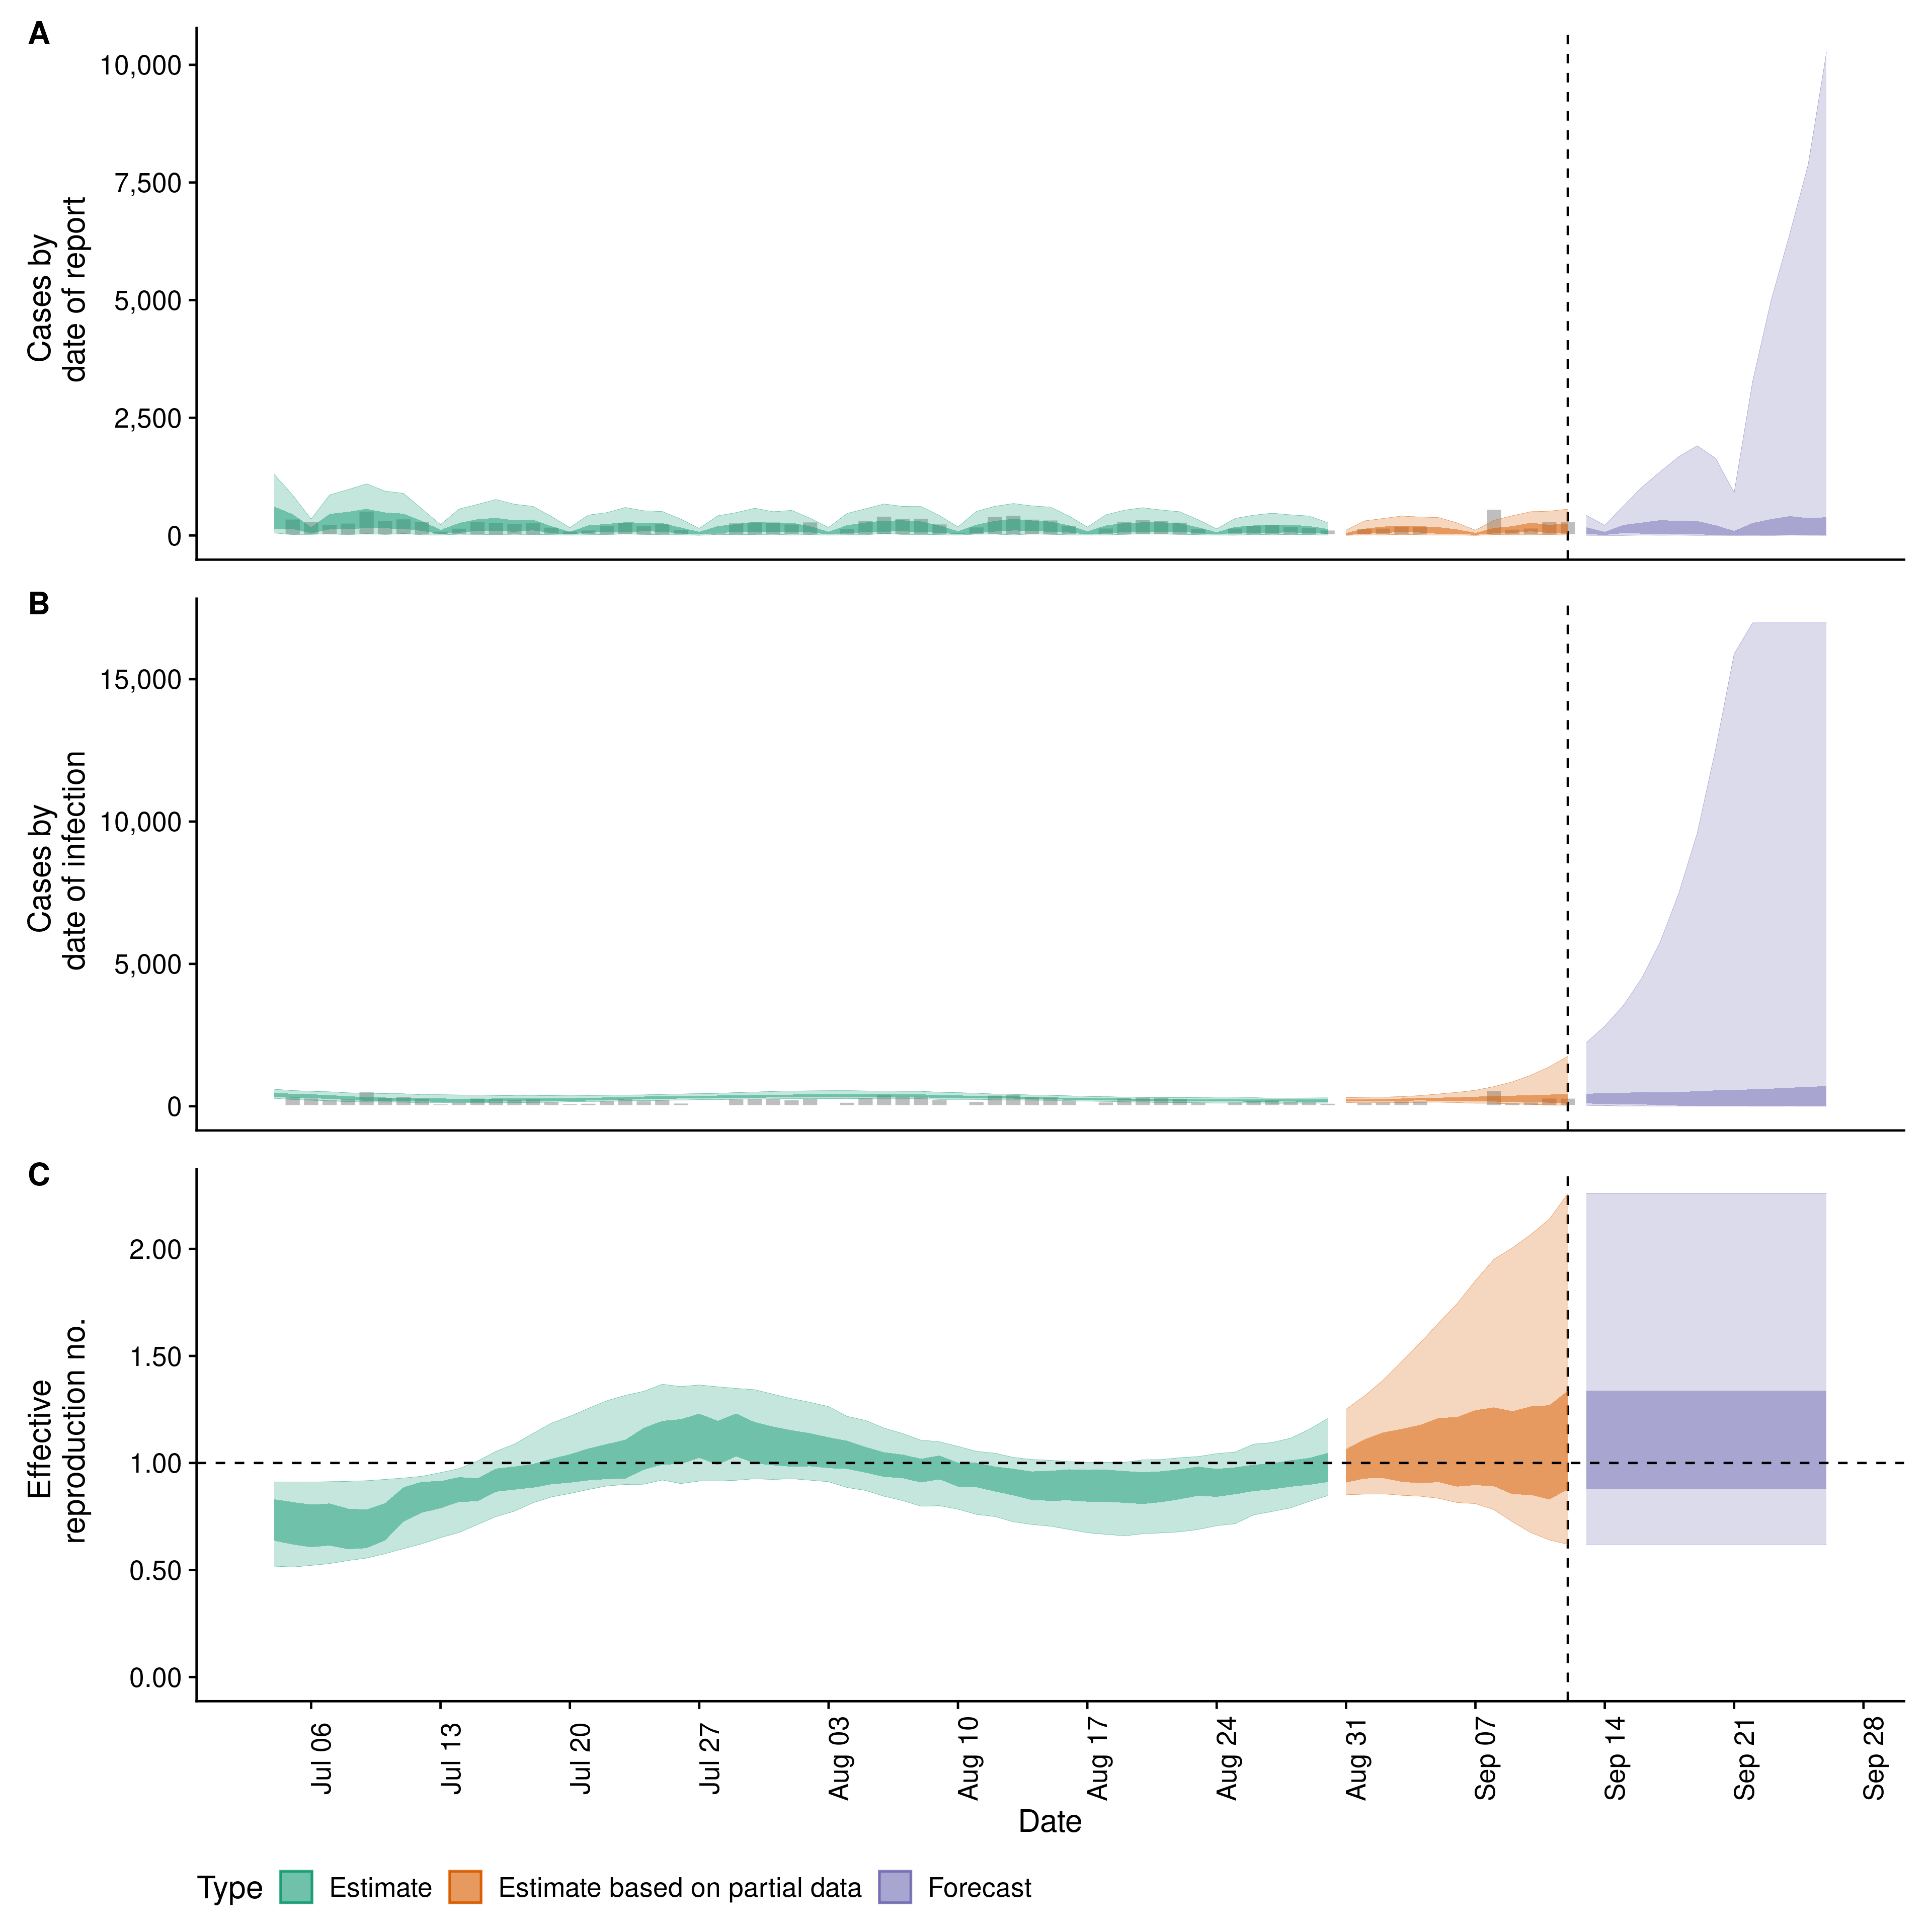 A
Cases by
date of report
10,000
7,500
5,000
2,500
0
B
Cases by
date of infection
15,000
10,000
5,000
0
C
Effective
reproduction no.
2.00
1.50
1.00
0.50
0.00
Jul 06
Jul 13
Jul 20
Jul 27
Aug 03
Aug 10
Aug 17
Aug 24
Aug 31
Sep 07
Sep 14
Sep 21
Sep 28
Date
Type Estimate Estimate based on partial data Forecast